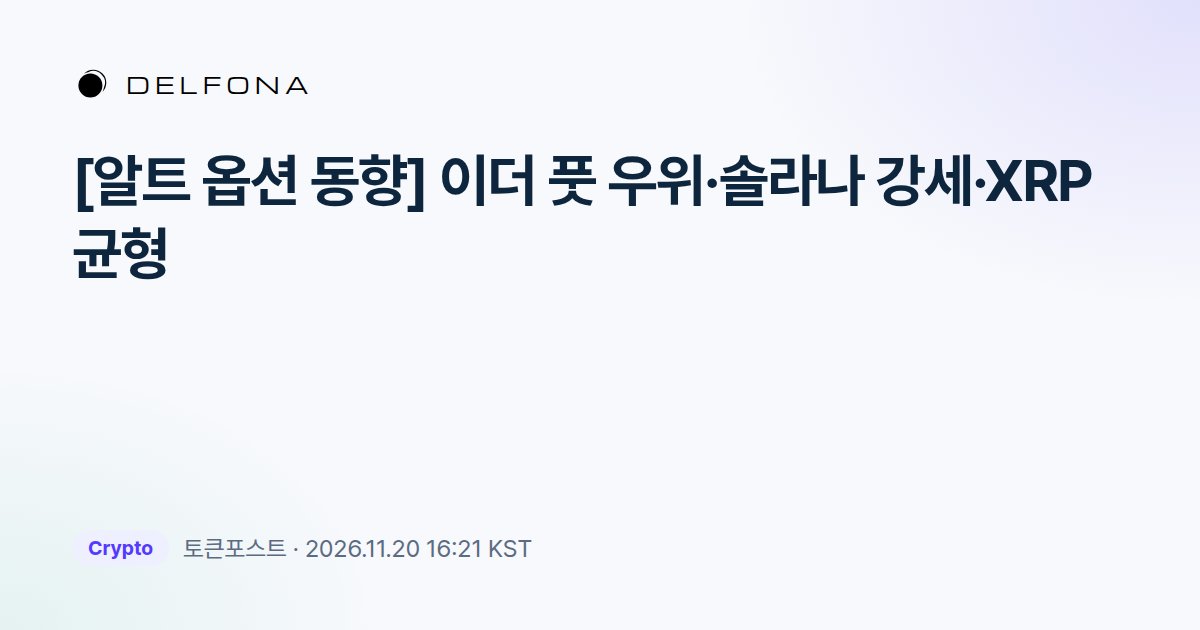 DELFONA
[알트 옵션 동향] 이더 풋 우위·솔라나 강세·XRP
균형
Crypto 토큰포스트 · 2026.11.20 16:21 KST